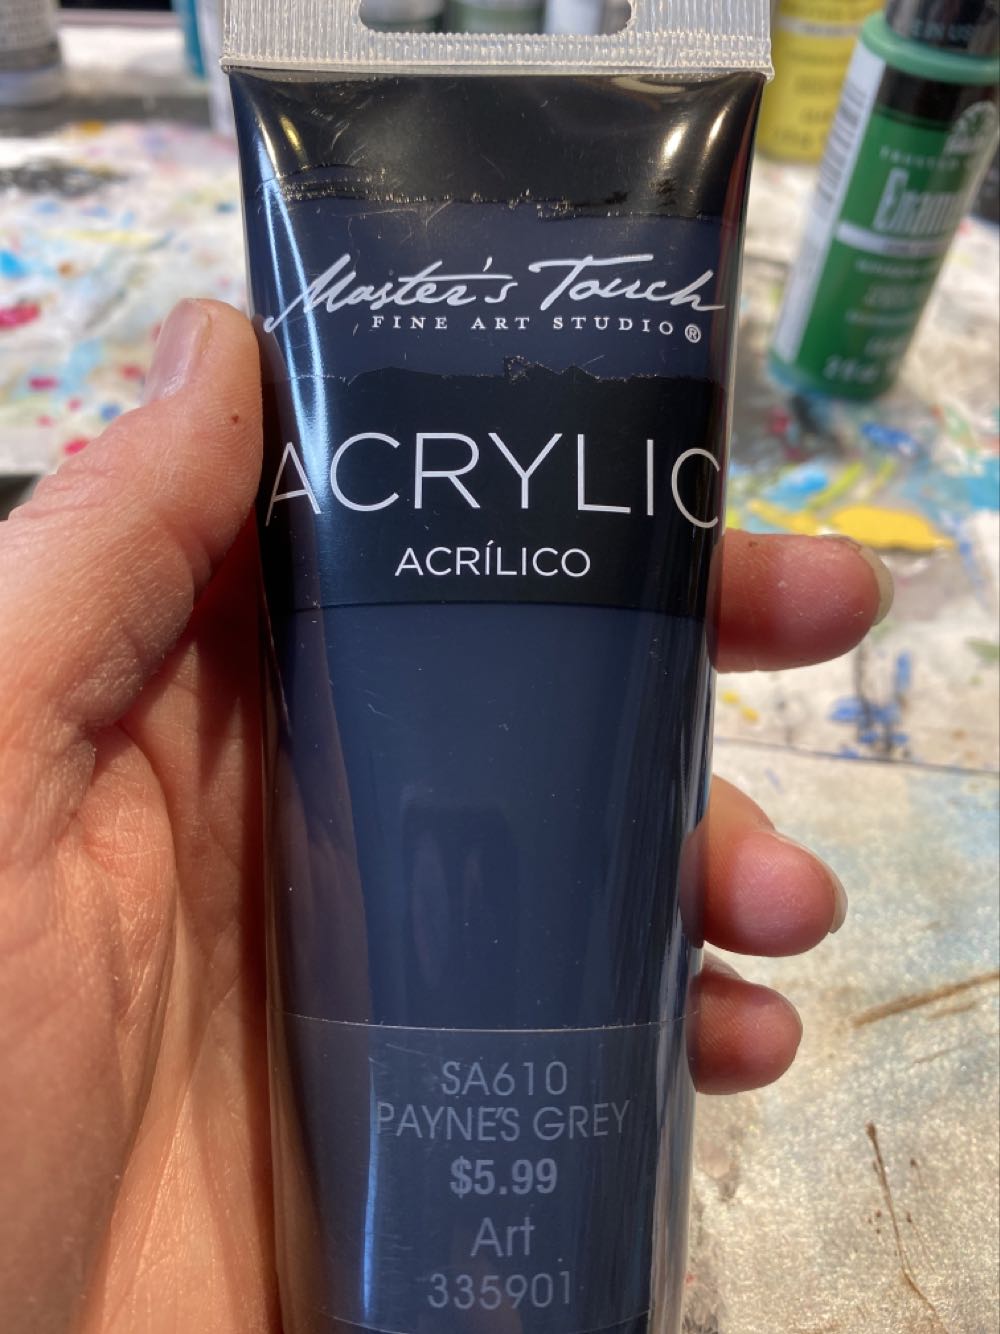 Master's Touch
FINE ART STUDIO®
ACRYLIC
ACRÍLICO
SA610
PAYNE'S GREY
$5.99
Art
335901